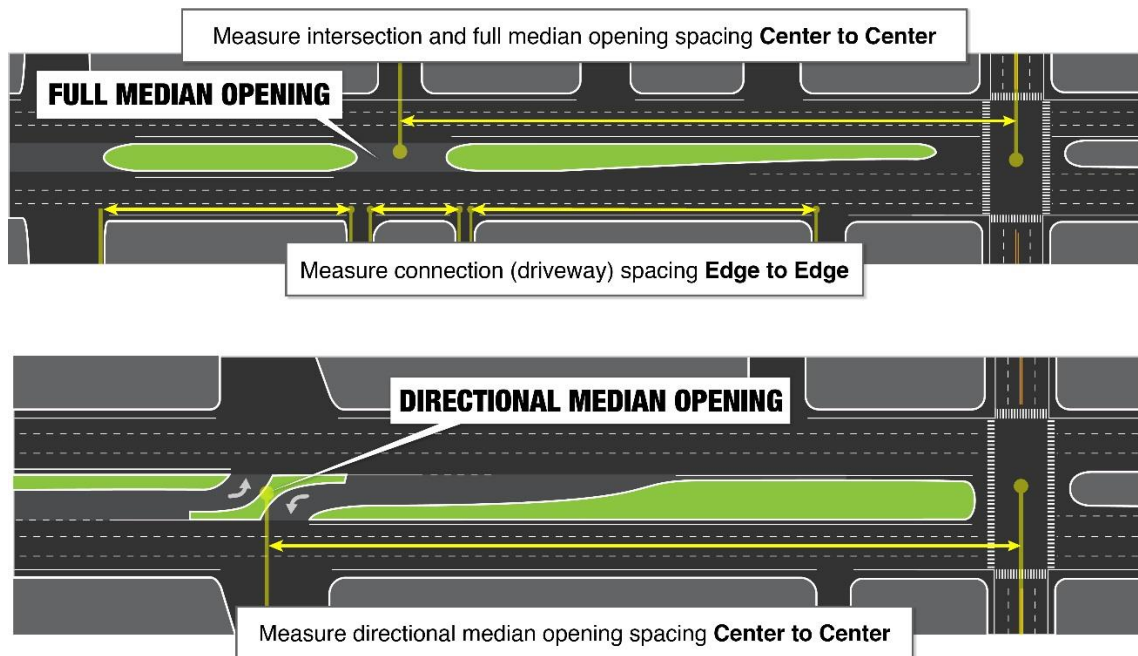 Measure intersection and full median opening spacing Center to Center
FULL MEDIAN OPENING
Measure connection (driveway) spacing Edge to Edge
DIRECTIONAL MEDIAN OPENING
Measure directional median opening spacing Center to Center